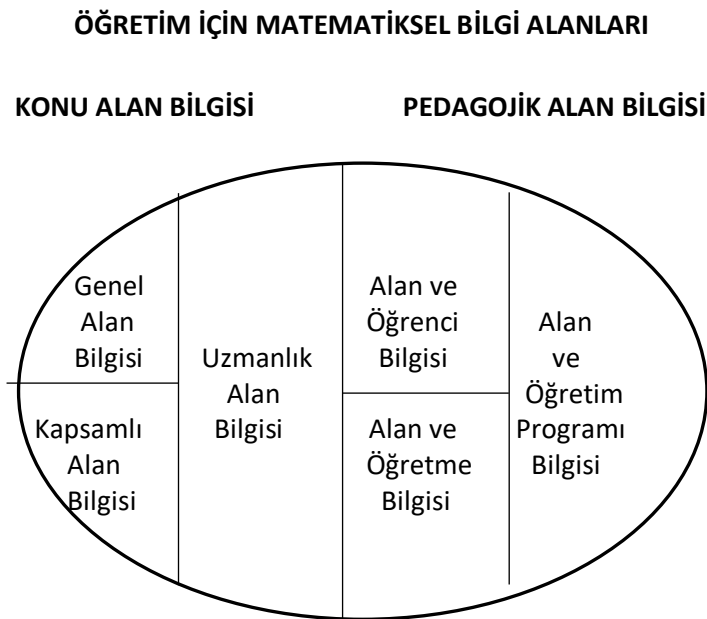 ÖĞRETİM İÇİN MATEMATİKSEL BİLGİ ALANLARI
KONU ALAN BİLGİSİ
PEDAGOJİK ALAN BİLGİSİ
Genel
Alan
Bilgisi
Kapsamlı
Alan
Bilgisi
Uzmanlık
Alan
Bilgisi
Alan ve
Öğrenci
Bilgisi
Alan ve
Öğretme
Bilgisi
Alan
ve
Öğretim
Programı
Bilgisi